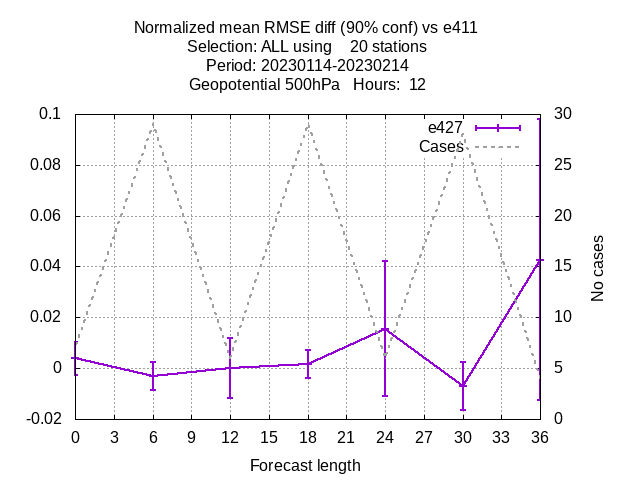 Normalized mean RMSE diff (90% conf) vs e411
Selection: ALL using    20 stations
Period: 20230114-20230214
Geopotential 500hPa   Hours:  12
e427
Cases
0.1
0.08
0.06
0.04
0.02
0
-0.02
30
25
20
15
10
5
0
No cases
0 3 6 9 12 15 18 21 24 27 30 33 36
Forecast length